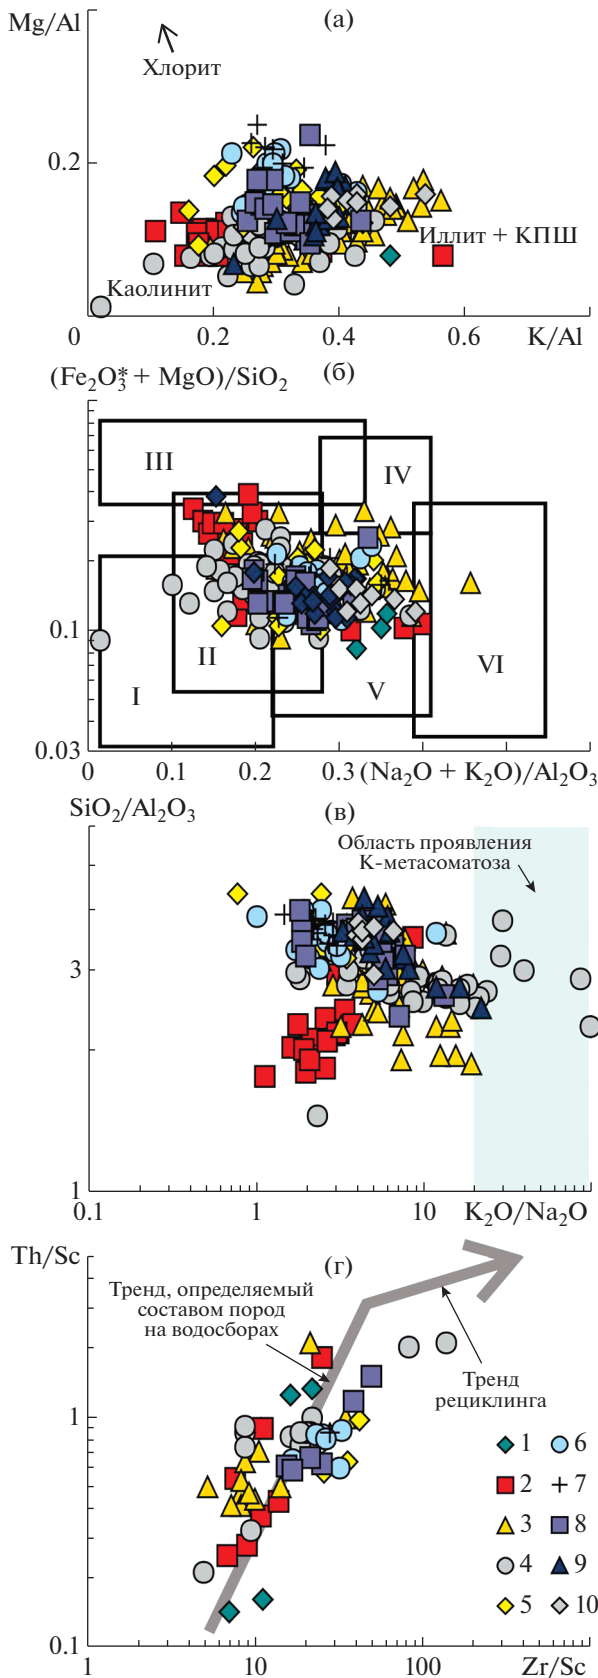 Mg/Al
(а)
Хлорит
0.2
Иллит + КПШ
Каолинит
0
0.2
0.4
0.6
K/Al
(Fe₂O₃* + MgO)/SiO₂
(б)
III
IV
0.1
II
I
V
VI
0.03
0
0.1
0.2
0.3
(Na₂O + K₂O)/Al₂O₃
SiO₂/Al₂O₃
(в)
Область проявления
К-метасоматоза
3
1
0.1
1
10
K₂O/Na₂O
Th/Sc
(г)
Тренд, определяемый
составом пород
на водосборах
Тренд
рециклинга
1
1
6
2
7
3
8
4
9
5
10
0.1
1
10
100
Zr/Sc